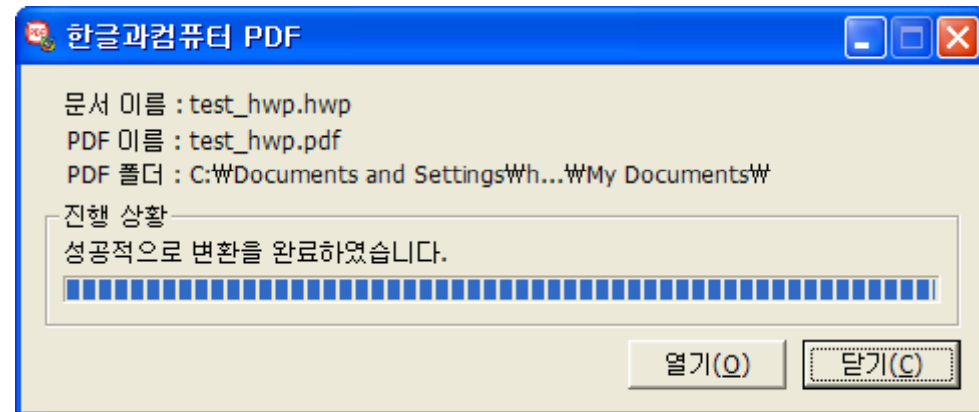 한글과컴퓨터 PDF
문서 이름 : test_hwp.hwp
PDF 이름 : test_hwp.pdf
PDF 폴더 : C:₩Documents and Settings₩h...₩My Documents₩
진행 상황
성공적으로 변환을 완료하였습니다.
열기(O) 닫기(C)